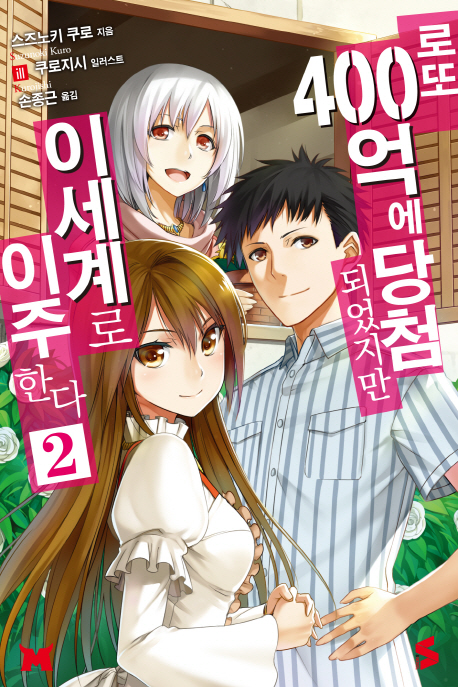 스즈노키 쿠로 지음
Suzunoki Kuro
ill 쿠로지시 일러스트
Kurojishi
손종근 옮김
로또
400억에 당첨
되었지만
이세계로
이주
한다
2
M S